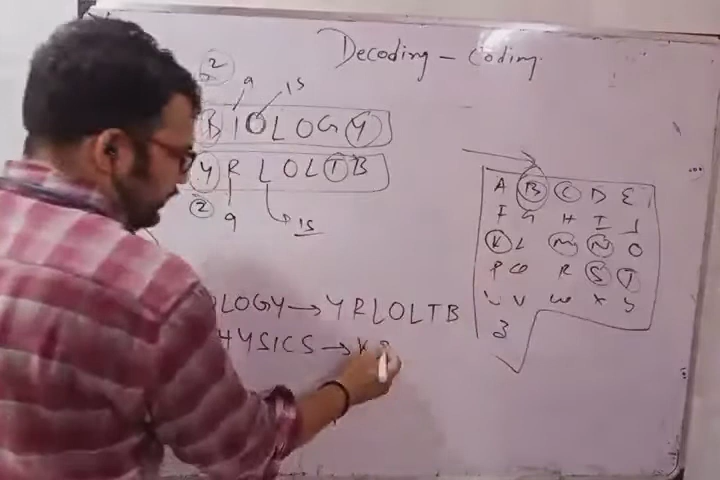 Decoding - Coding
2
9 15
BIOLOGY
YRLOLTB
2 9 15
OLOGY → YRLOLTB
HYSICS → K
A B C D E
F G H I J
K L M N O
P Q R S T
U V W X Y
Z